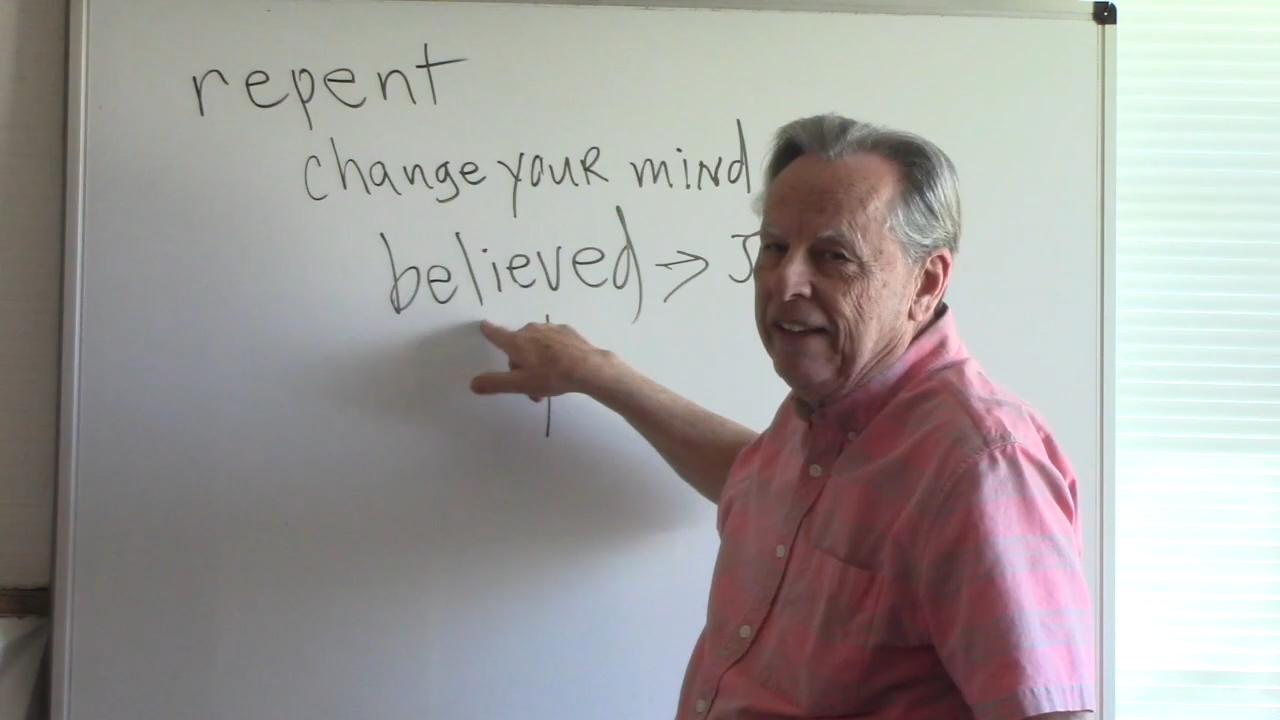 repent
change your mind
believed → J